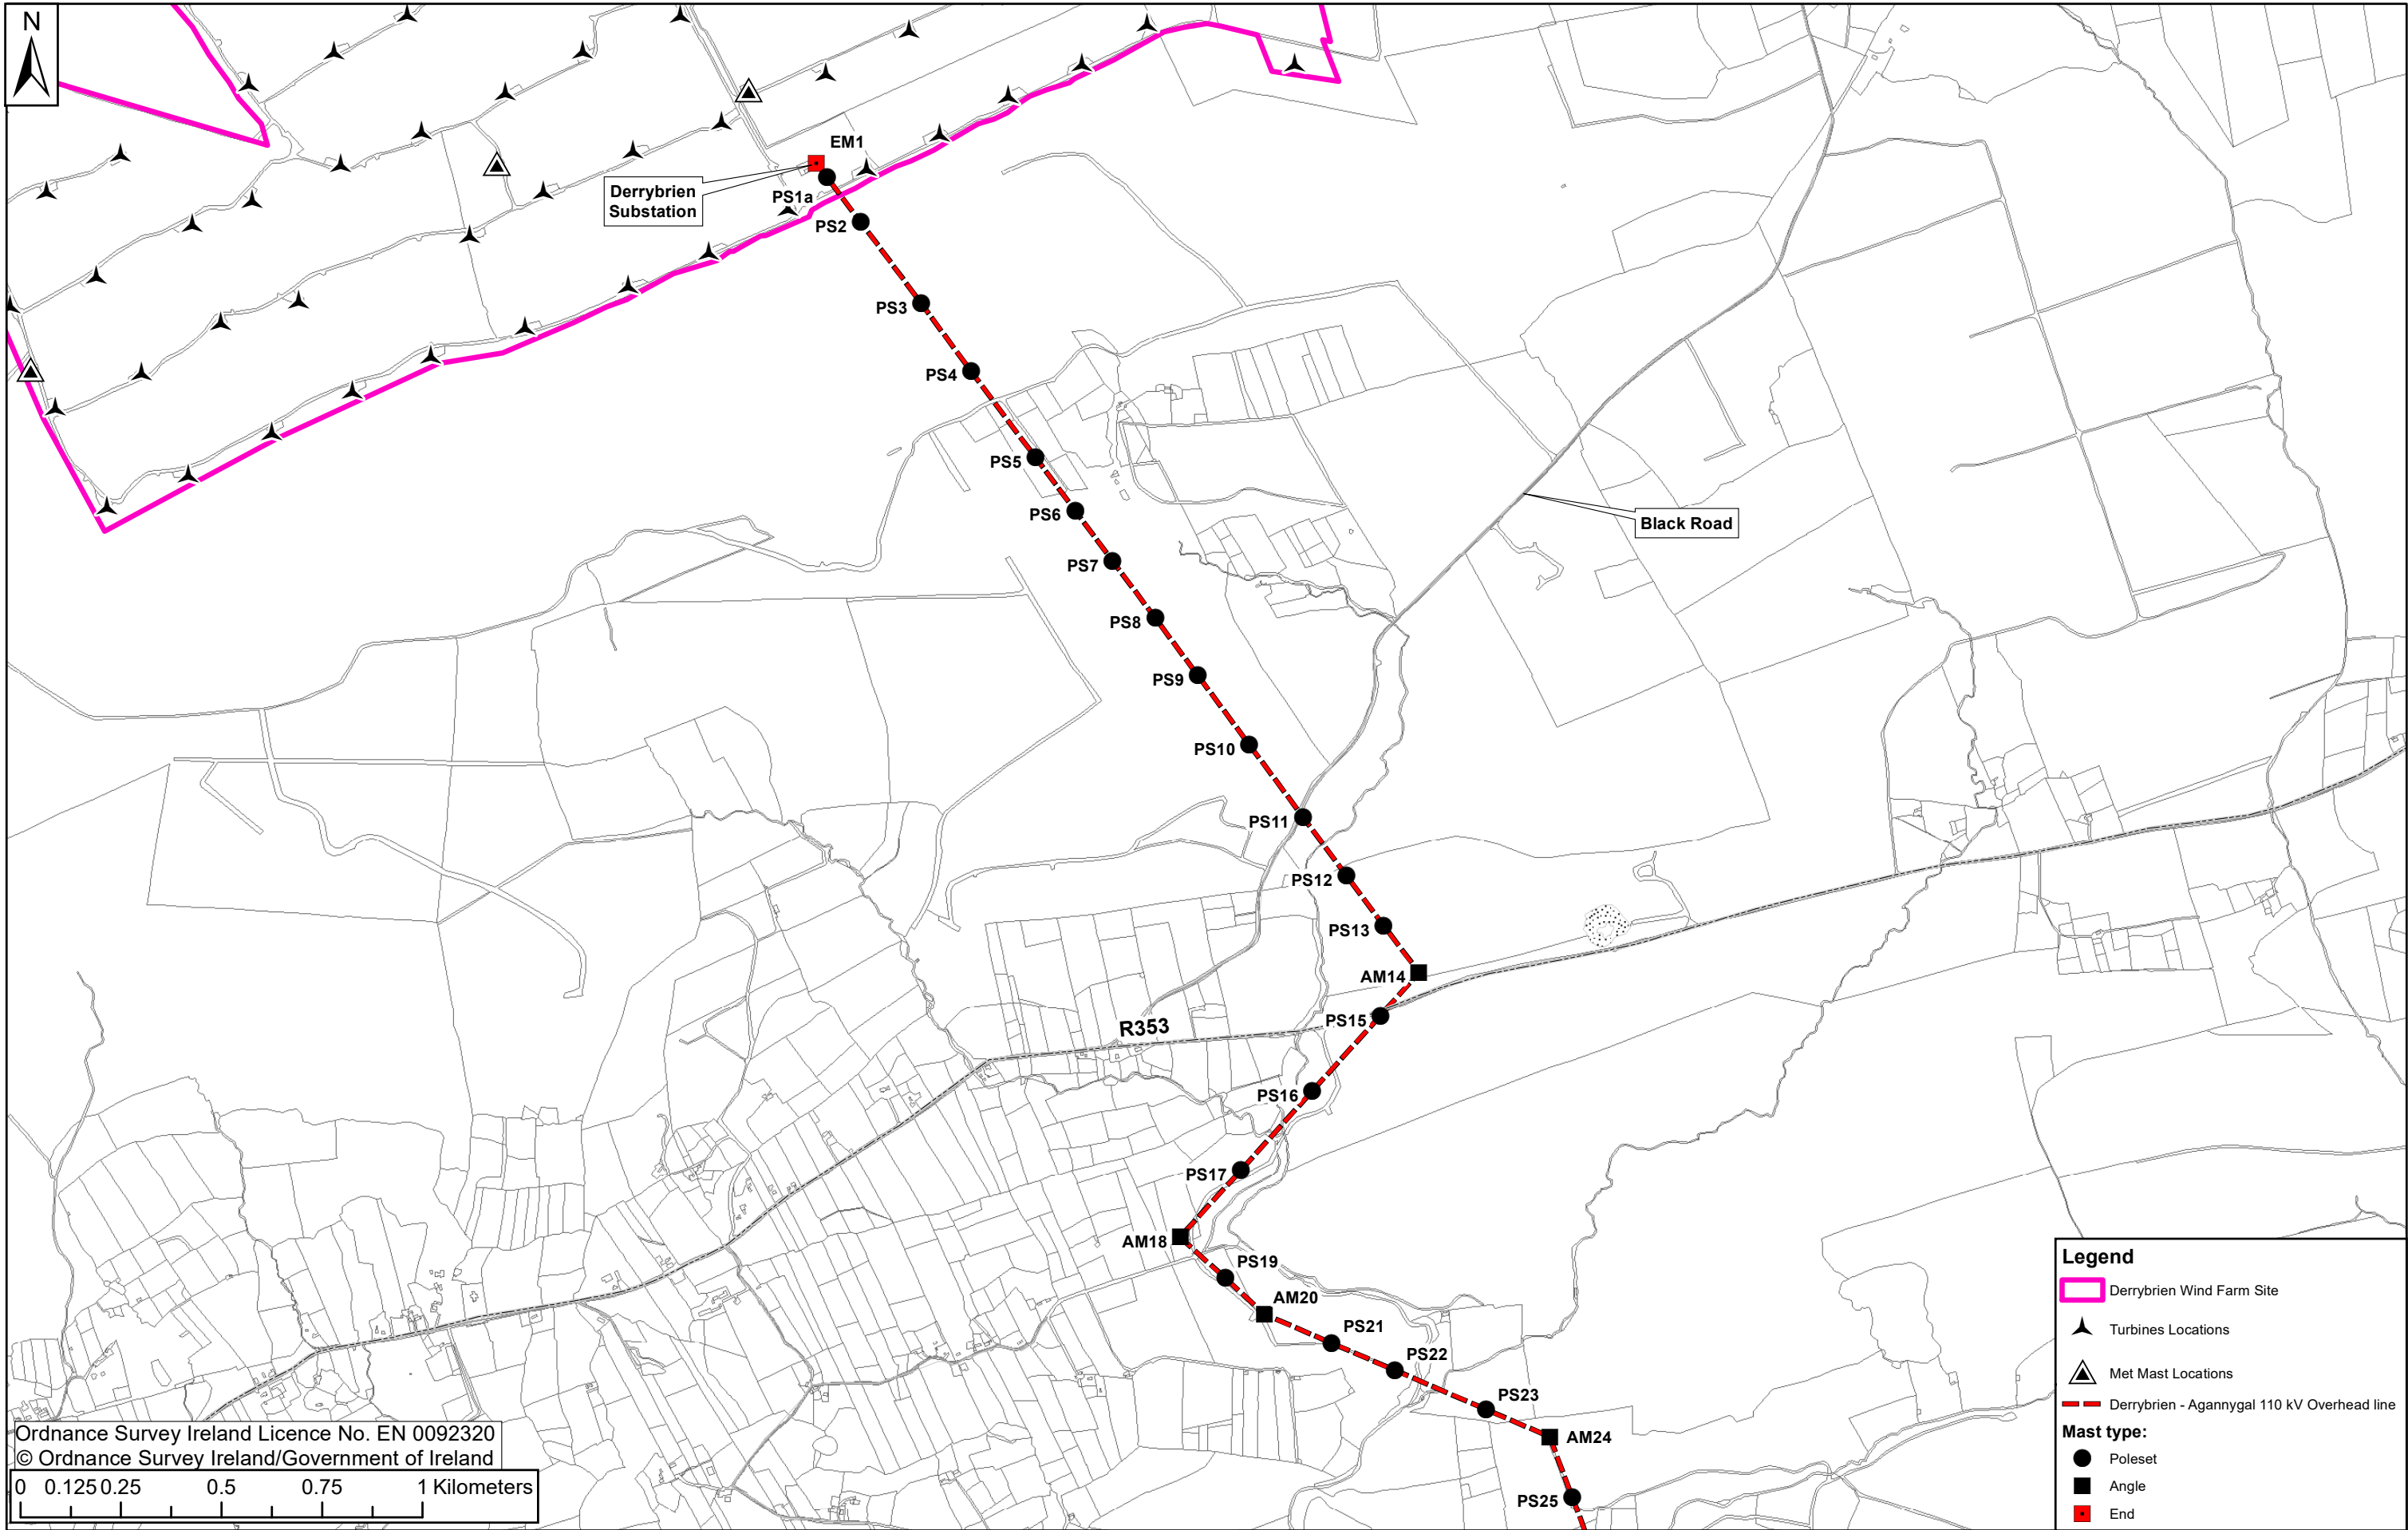 N
EM1
Derrybrien
Substation
PS1a
PS2
PS3
PS4
PS5
PS6
Black Road
PS7
PS8
PS9
PS10
PS11
PS12
PS13
AM14
PS15
R353
PS16
PS17
AM18
PS19
AM20
PS21
PS22
PS23
AM24
PS25
Legend
Derrybrien Wind Farm Site
Turbines Locations
Met Mast Locations
Derrybrien - Agannygal 110 kV Overhead line
Mast type:
Poleset
Angle
End
Ordnance Survey Ireland Licence No. EN 0092320
© Ordnance Survey Ireland/Government of Ireland
0 0.125 0.25 0.5 0.75 1 Kilometers